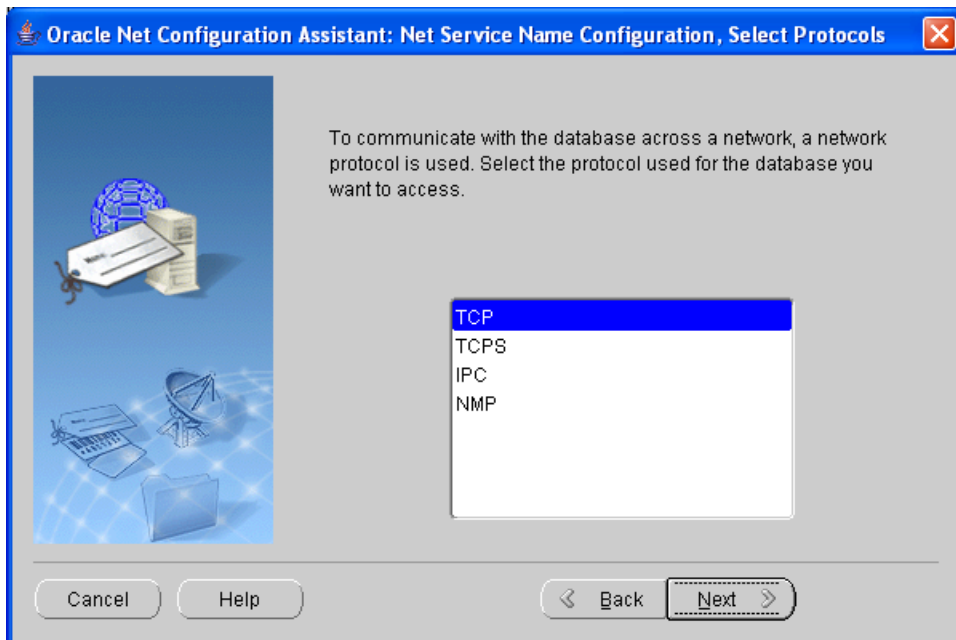 Oracle Net Configuration Assistant: Net Service Name Configuration, Select Protocols
To communicate with the database across a network, a network
protocol is used. Select the protocol used for the database you
want to access.
TCP
TCPS
IPC
NMP
Cancel
Help
Back
Next